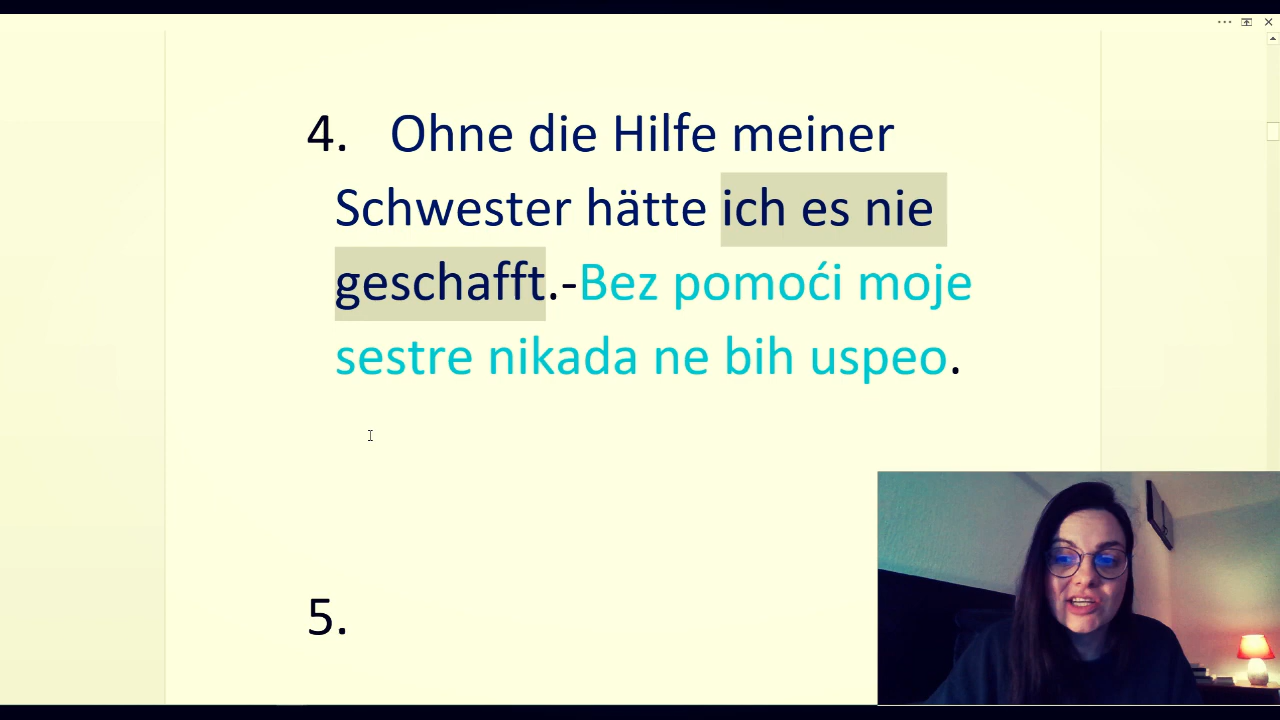 4. Ohne die Hilfe meiner
Schwester hätte ich es nie
geschafft.-Bez pomoći moje
sestre nikada ne bih uspeo.
5.